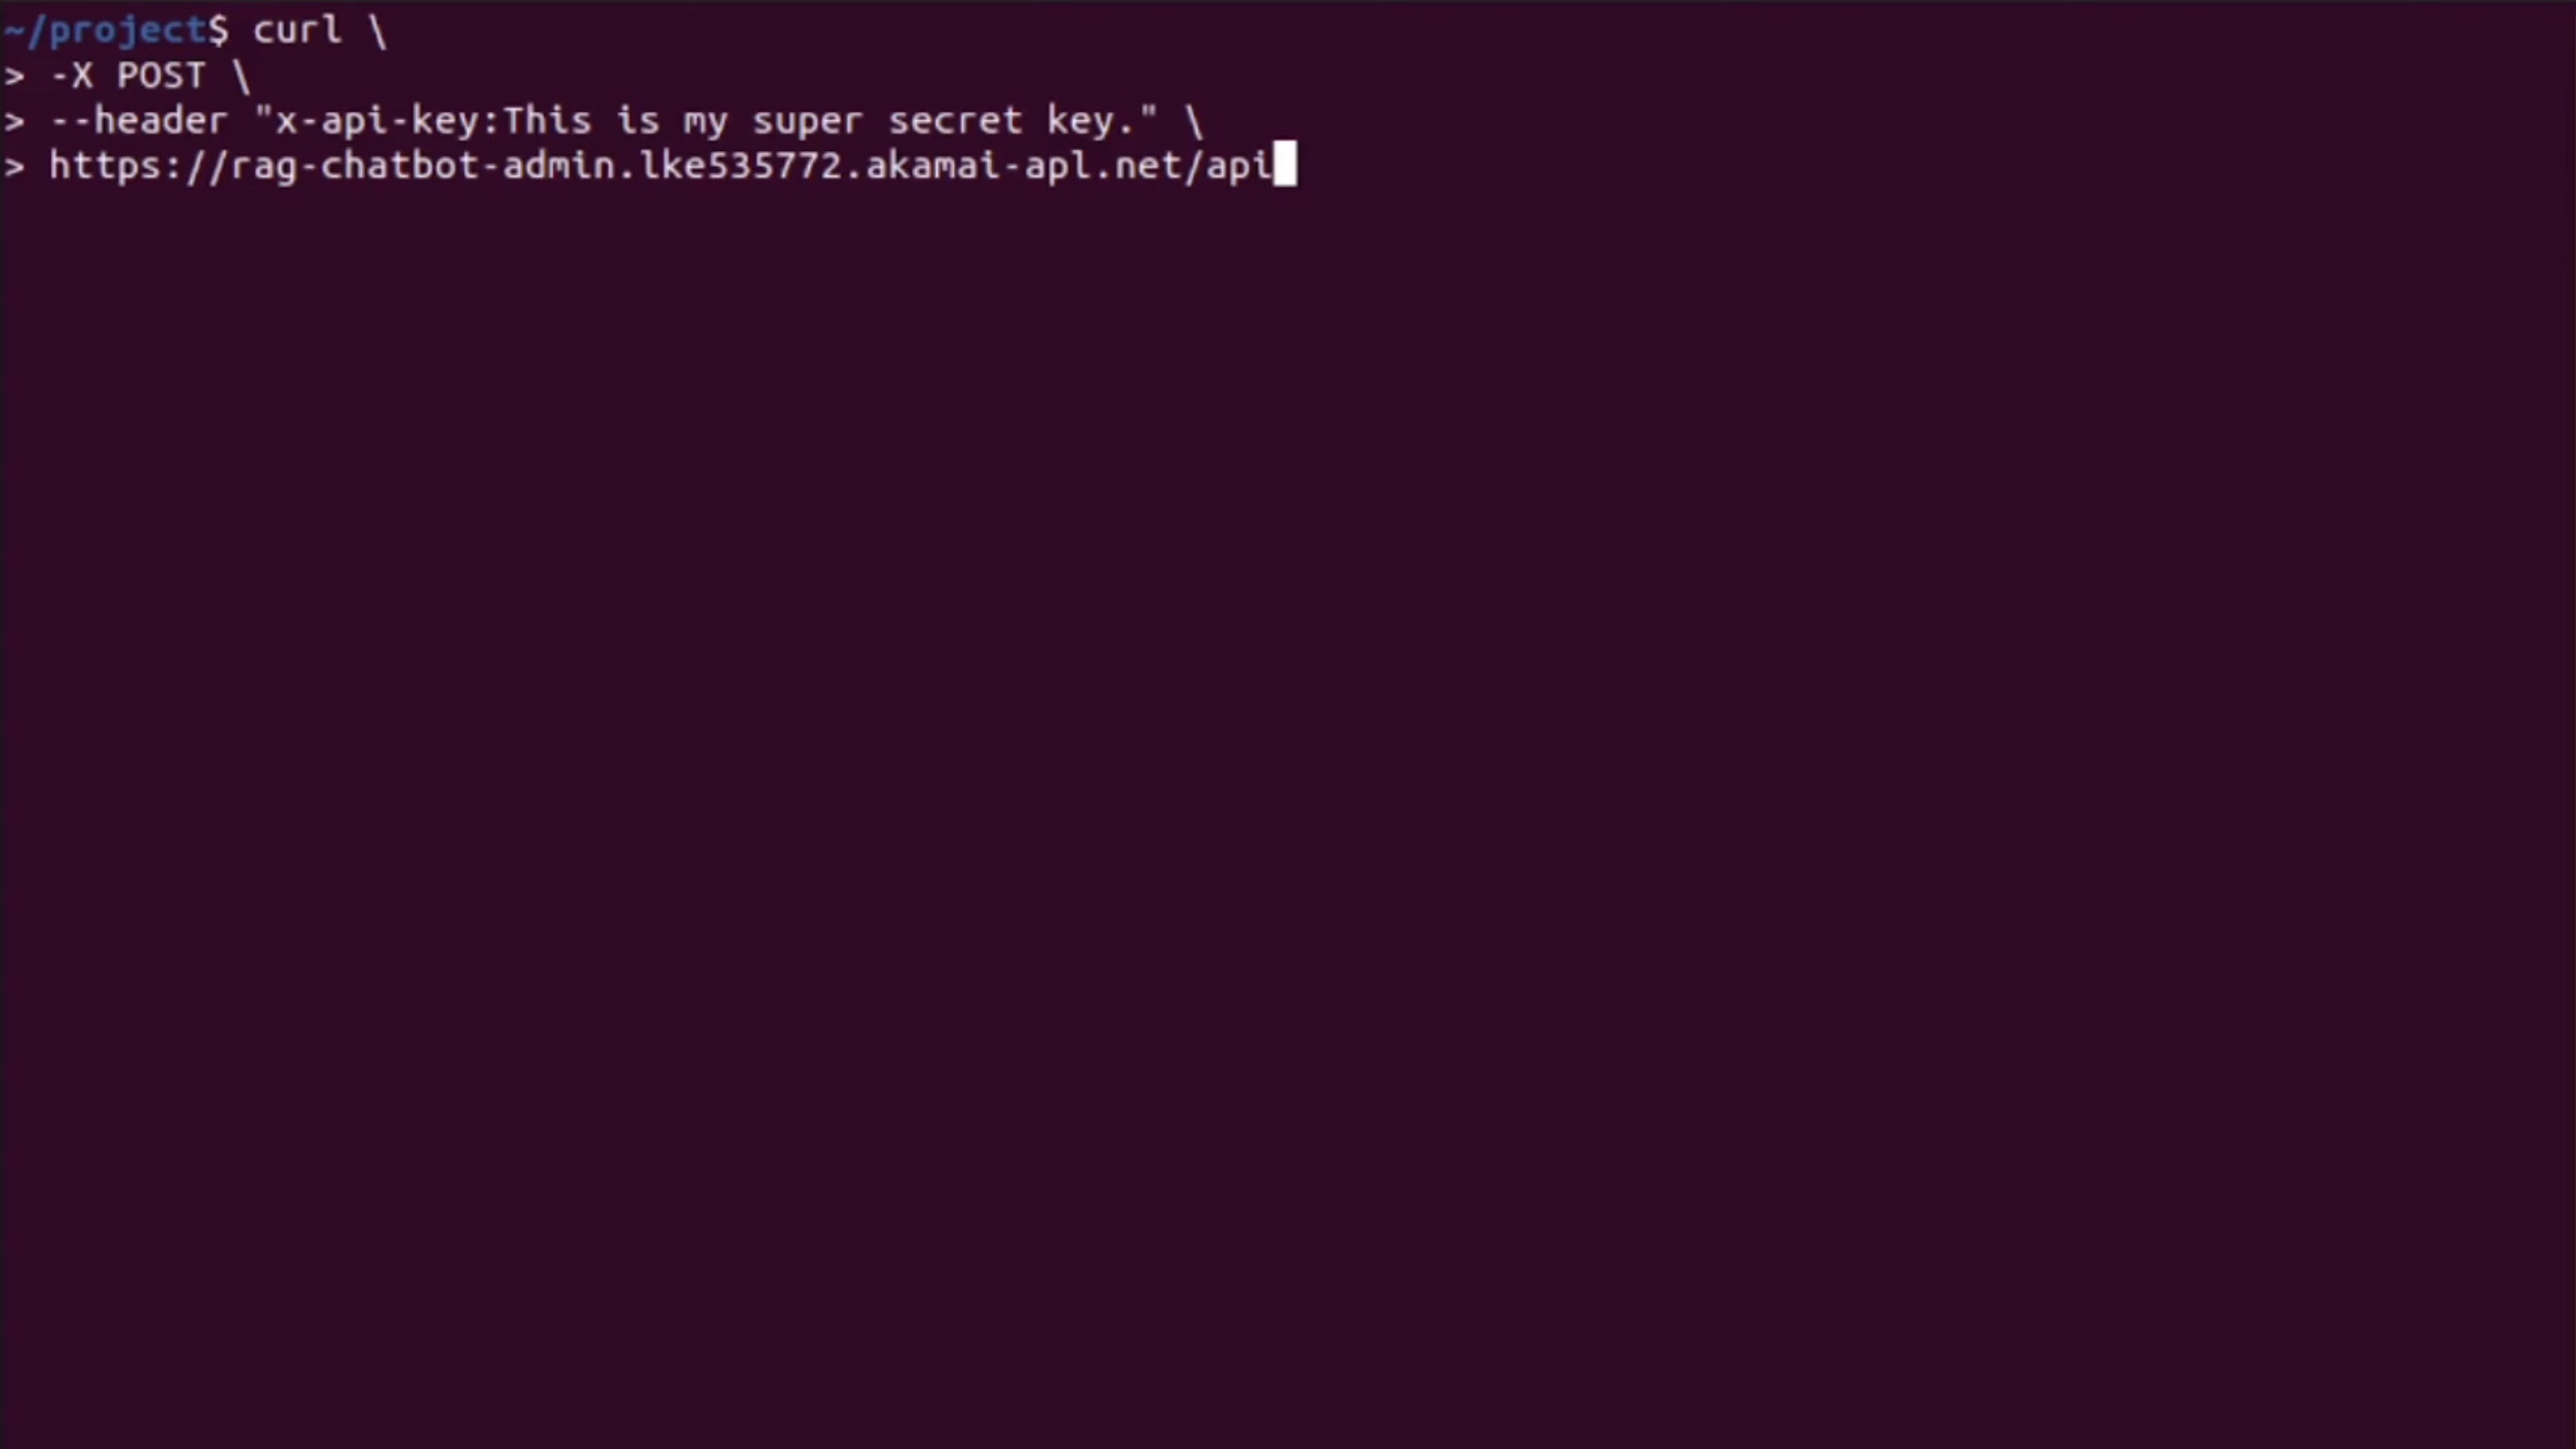 ~/project$ curl \
> -X POST \
> --header "x-api-key:This is my super secret key." \
> https://rag-chatbot-admin.lke535772.akamai-apl.net/api